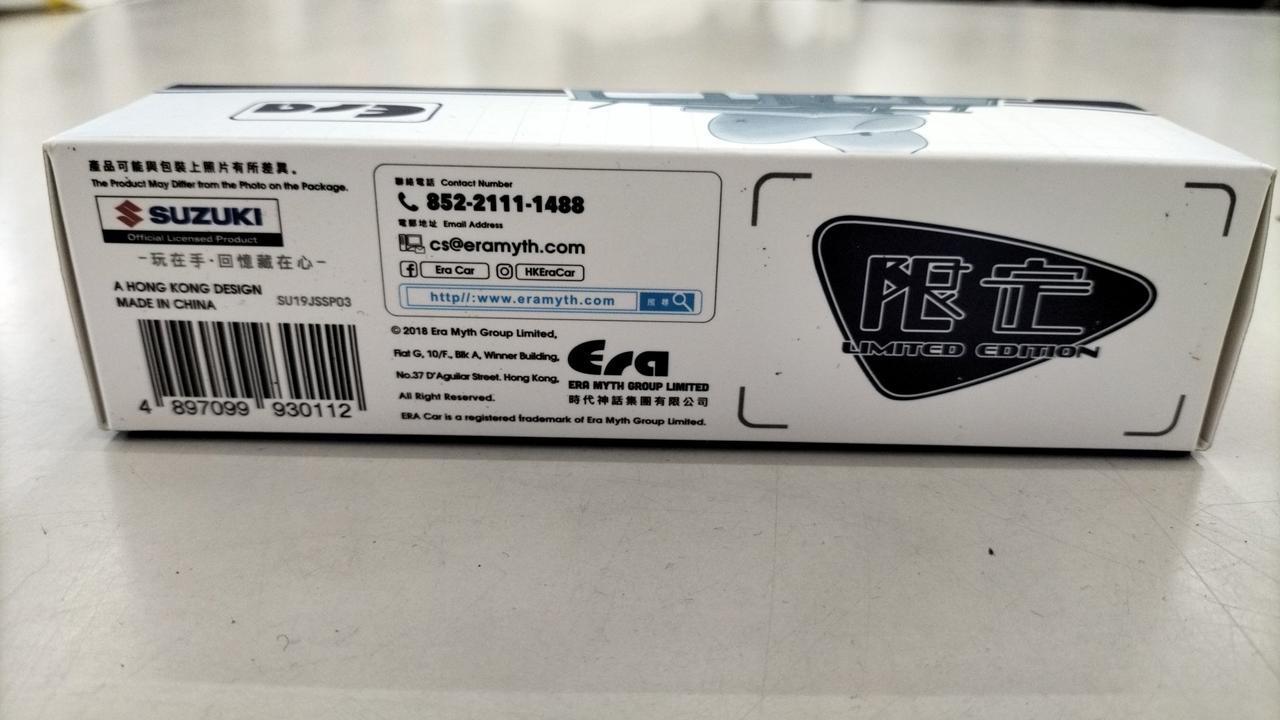 era
產品可能與包裝上照片有所差異。
The Product May Differ from the Photo on the Package.
SUZUKI
Official Licensed Product
-玩在手·回憶藏在心-
A HONG KONG DESIGN
MADE IN CHINA
SU19JSSP03
4 897099 930112
聯絡電話 Contact Number
852-2111-1488
電郵地址 Email Address
cs@eramyth.com
Era Car
HKEraCar
http//:www.eramyth.com 搜尋
© 2018 Era Myth Group Limited,
Flat G, 10/F., Blk A, Winner Building,
No.37 D'Aguilar Street. Hong Kong,
All Right Reserved.
Era
ERA MYTH GROUP LIMITED
時代神話集團有限公司
ERA Car is a registered trademark of Era Myth Group Limited.
限定
LIMITED EDITION